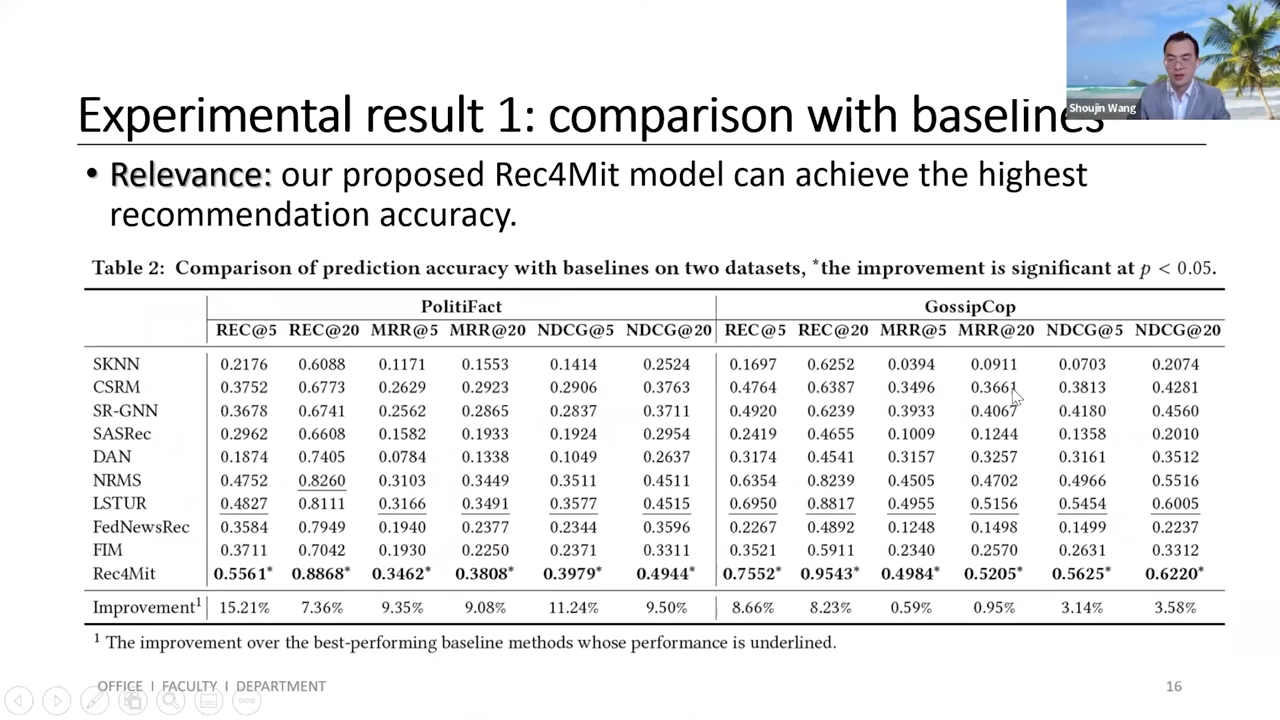 Shoujin Wang
Experimental result 1: comparison with baselines
• Relevance: our proposed Rec4Mit model can achieve the highest
recommendation accuracy.
Table 2: Comparison of prediction accuracy with baselines on two datasets, *the improvement is significant at p < 0.05.
PolitiFact GossipCop
REC@5 REC@20 MRR@5 MRR@20 NDCG@5 NDCG@20 REC@5 REC@20 MRR@5 MRR@20 NDCG@5 NDCG@20
SKNN 0.2176 0.6088 0.1171 0.1553 0.1414 0.2524 0.1697 0.6252 0.0394 0.0911 0.0703 0.2074
CSRM 0.3752 0.6773 0.2629 0.2923 0.2906 0.3763 0.4764 0.6387 0.3496 0.3661 0.3813 0.4281
SR-GNN 0.3678 0.6741 0.2562 0.2865 0.2837 0.3711 0.4920 0.6239 0.3933 0.4067 0.4180 0.4560
SASRec 0.2962 0.6608 0.1582 0.1933 0.1924 0.2954 0.2419 0.4655 0.1009 0.1244 0.1358 0.2010
DAN 0.1874 0.7405 0.0784 0.1338 0.1049 0.2637 0.3174 0.4541 0.3157 0.3257 0.3161 0.3512
NRMS 0.4752 0.8260 0.3103 0.3449 0.3511 0.4511 0.6354 0.8239 0.4505 0.4702 0.4966 0.5516
LSTUR 0.4827 0.8111 0.3166 0.3491 0.3577 0.4515 0.6950 0.8817 0.4955 0.5156 0.5454 0.6005
FedNewsRec 0.3584 0.7949 0.1940 0.2377 0.2344 0.3596 0.2267 0.4892 0.1248 0.1498 0.1499 0.2237
FIM 0.3711 0.7042 0.1930 0.2250 0.2371 0.3311 0.3521 0.5911 0.2340 0.2570 0.2631 0.3312
Rec4Mit 0.5561* 0.8868* 0.3462* 0.3808* 0.3979* 0.4944* 0.7552* 0.9543* 0.4984* 0.5205* 0.5625* 0.6220*
Improvement¹ 15.21% 7.36% 9.35% 9.08% 11.24% 9.50% 8.66% 8.23% 0.59% 0.95% 3.14% 3.58%
¹ The improvement over the best-performing baseline methods whose performance is underlined.
OFFICE I FACULTY I DEPARTMENT 16